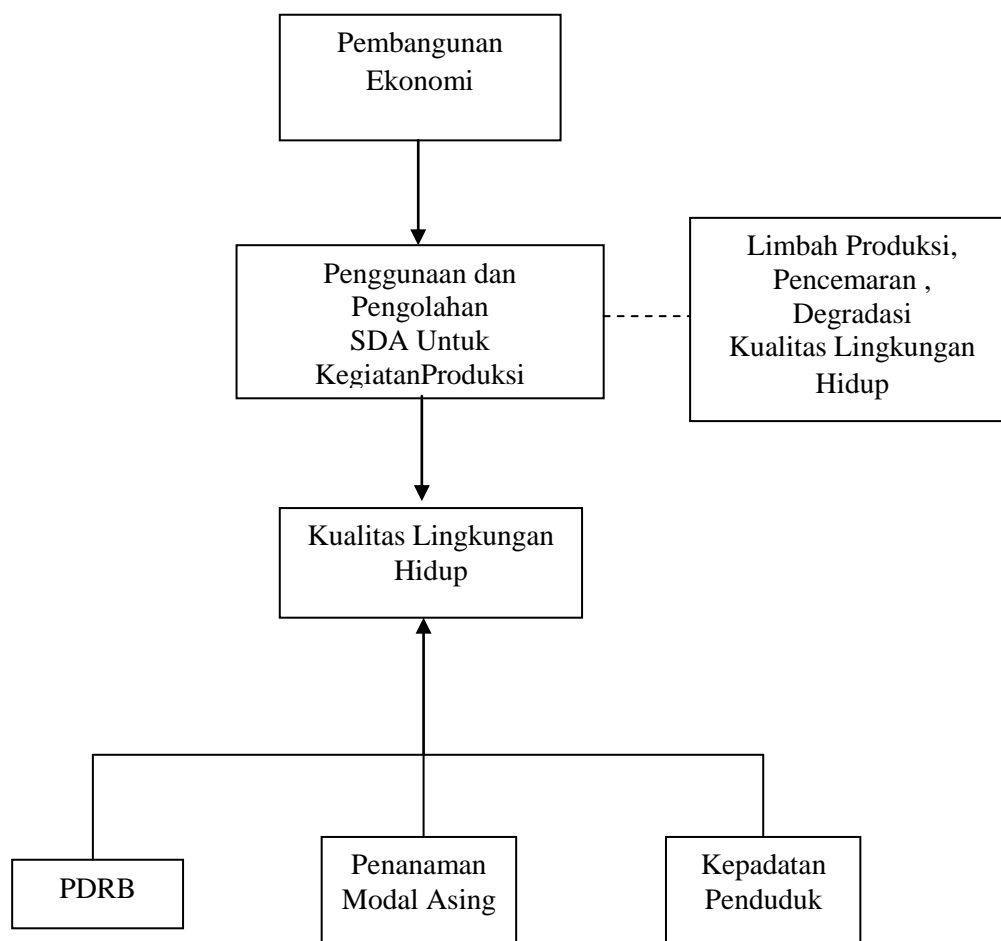 Pembangunan
Ekonomi
Penggunaan dan
Pengolahan
SDA Untuk
KegiatanProduksi
Limbah Produksi,
Pencemaran ,
Degradasi
Kualitas Lingkungan
Hidup
Kualitas Lingkungan
Hidup
PDRB
Penanaman
Modal Asing
Kepadatan
Penduduk